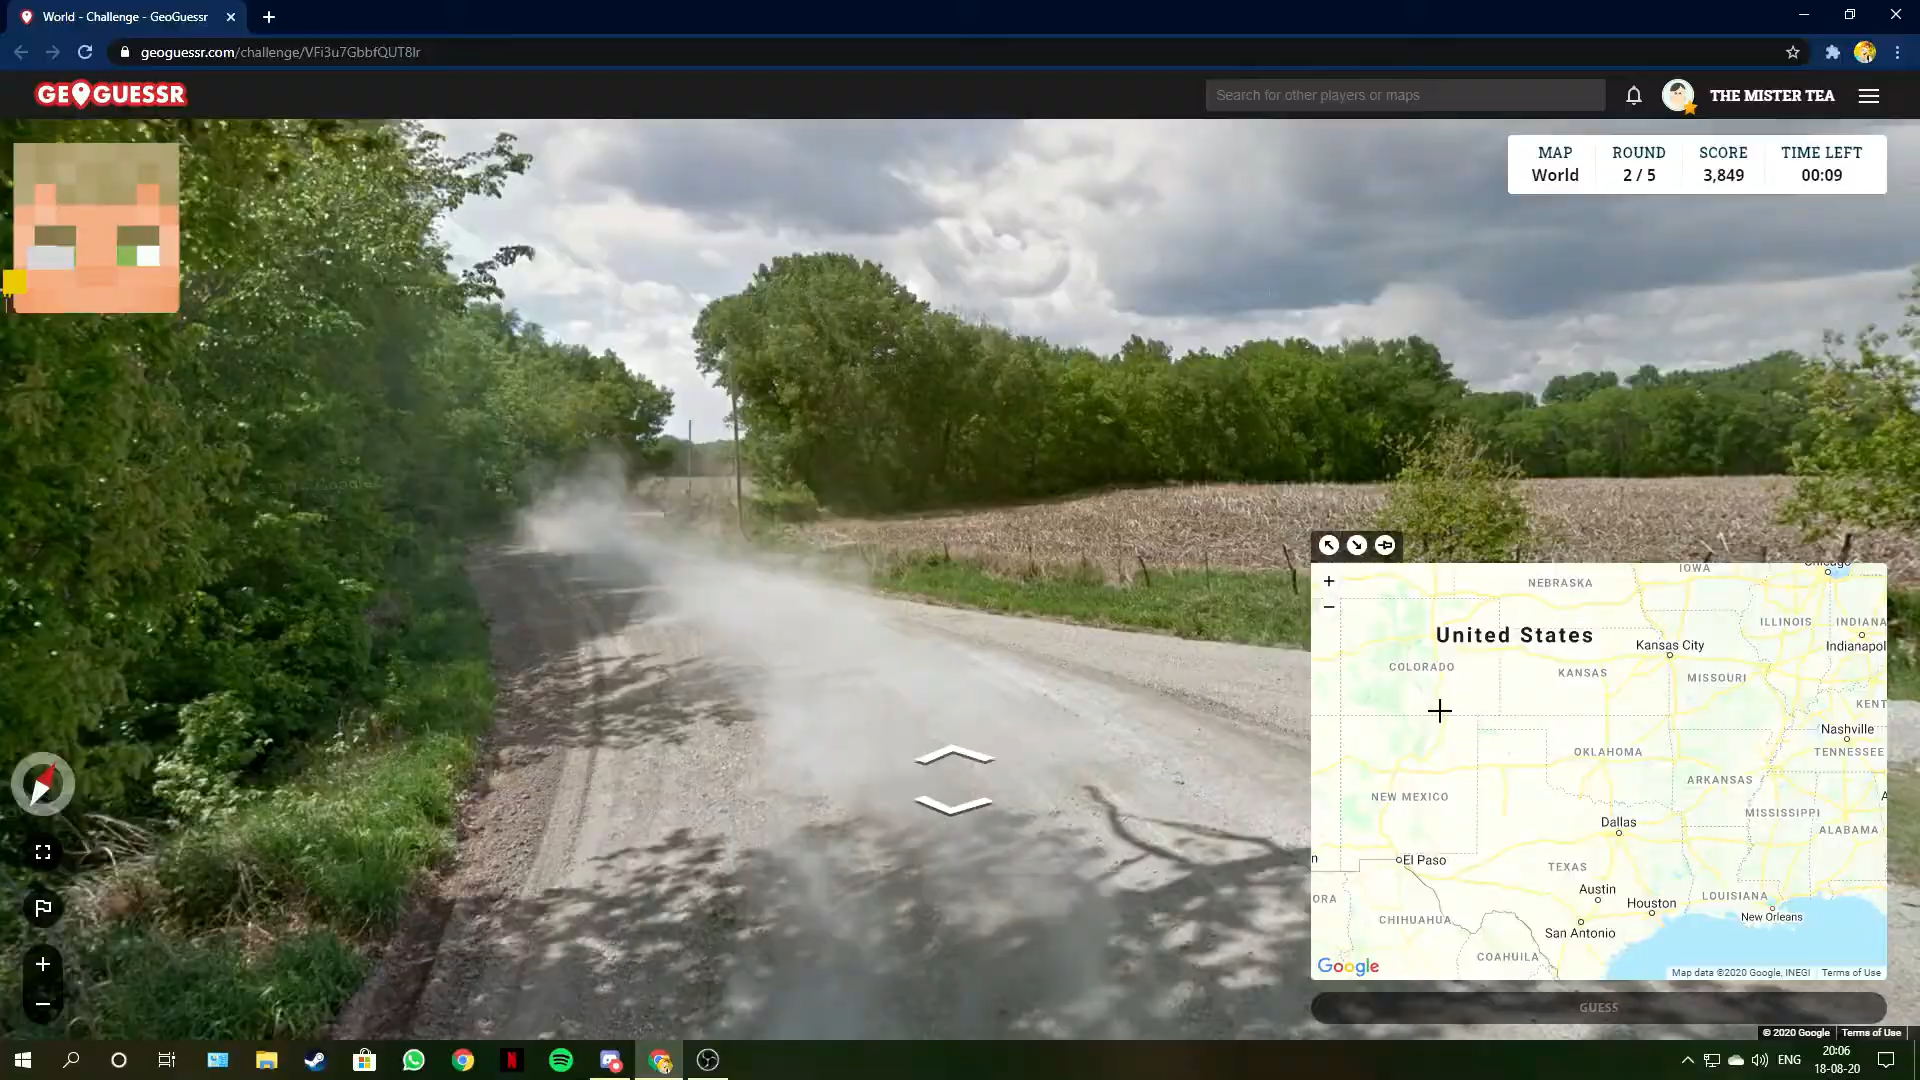 World - Challenge - GeoGuessr
geoguessr.com/challenge/VFi3u7GbbfQUT8Ir
GEOGUESSR
Search for other players or maps
THE MISTER TEA
MAP
World
ROUND
2 / 5
SCORE
3,849
TIME LEFT
00:09
IOWA
Chicago
NEBRASKA
ILLINOIS
INDIANA
United States
Kansas City
Indianapol
COLORADO
KANSAS
MISSOURI
KENT
Nashville
TENNESSEE
OKLAHOMA
ARKANSAS
NEW MEXICO
A
MISSISSIPPI
Dallas
ALABAMA
n
El Paso
TEXAS
Austin
LOUISIANA
ORA
Houston
CHIHUAHUA
New Orleans
San Antonio
COAHUILA
Google
Map data ©2020 Google, INEGI
Terms of Use
GUESS
© 2020 Google
Terms of Use
ENG
20:06
18-08-20